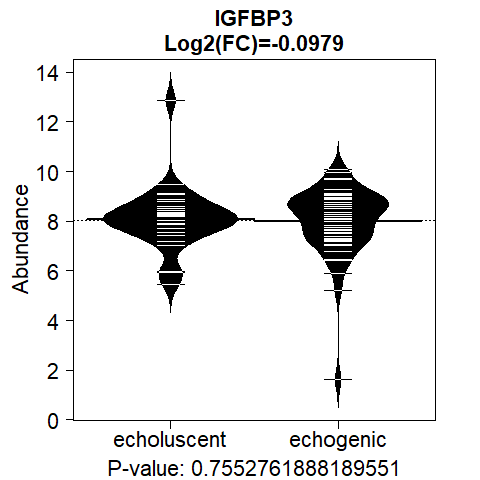 IGFBP3
Log2(FC)=-0.0979
Abundance
14
12
10
8
6
4
2
0
echoluscent echogenic
P-value: 0.7552761888189551